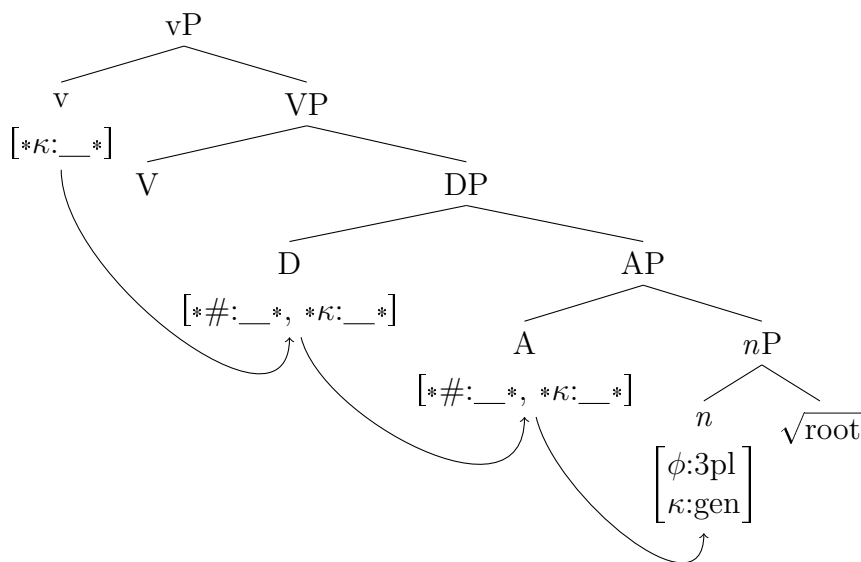 vP
v VP
[*κ:__*]
V DP
D AP
[*#:__*, *κ:__*]
A nP
[*#:__*, *κ:__*]
n √root
[ϕ:3pl
κ:gen]